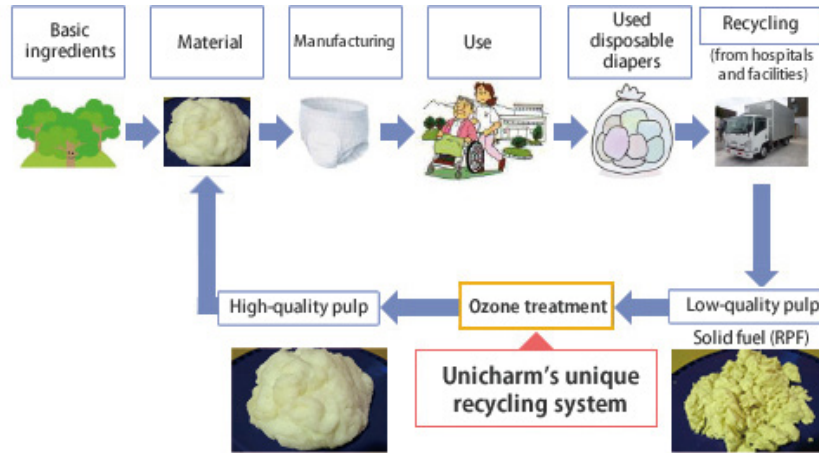 Basic
ingredients
Material
Manufacturing
Use
Used
disposable
diapers
Recycling
(from hospitals
and facilities)
High-quality pulp
Ozone treatment
Low-quality pulp
Solid fuel (RPF)
Unicharm's unique
recycling system